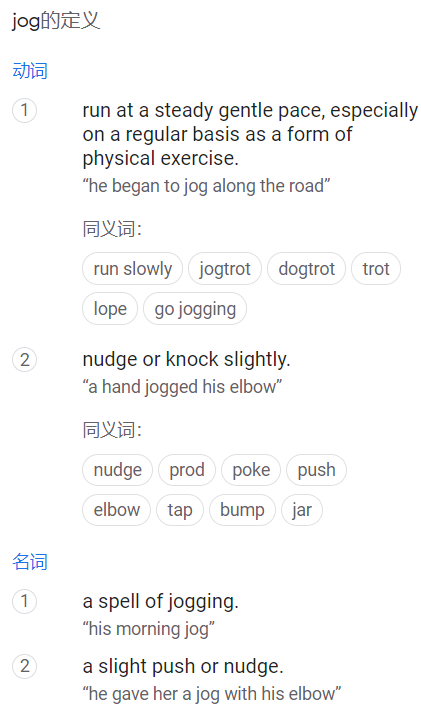 jog的定义
动词
1 run at a steady gentle pace, especially
on a regular basis as a form of
physical exercise.
“he began to jog along the road”
同义词：
run slowly jogtrot dogtrot trot
lope go jogging
2 nudge or knock slightly.
“a hand jogged his elbow”
同义词：
nudge prod poke push
elbow tap bump jar
名词
1 a spell of jogging.
“his morning jog”
2 a slight push or nudge.
“he gave her a jog with his elbow”